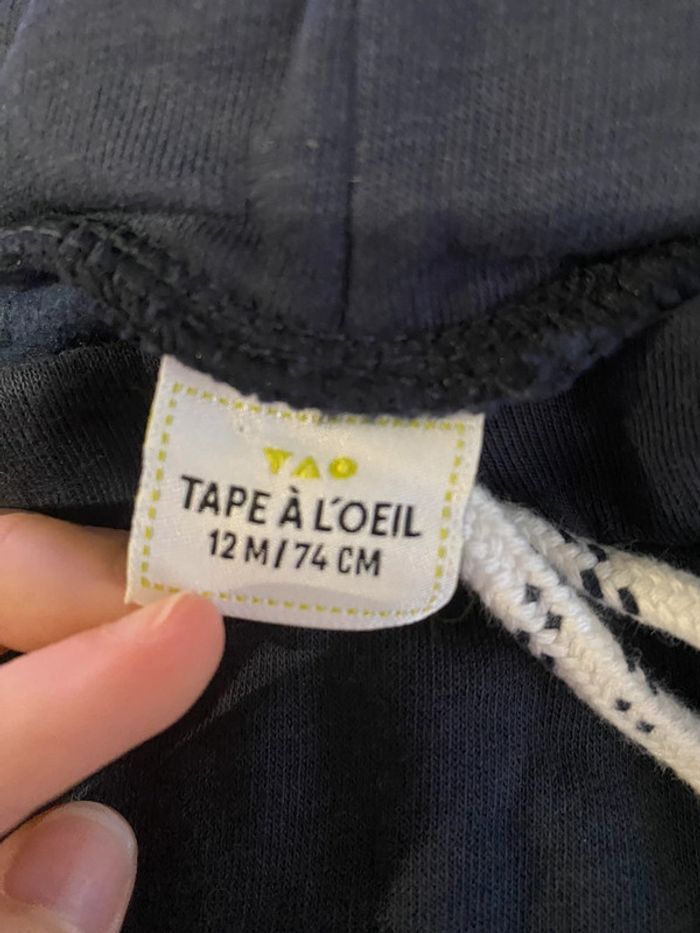 TAO
TAPE À L'OEIL
12 M / 74 CM